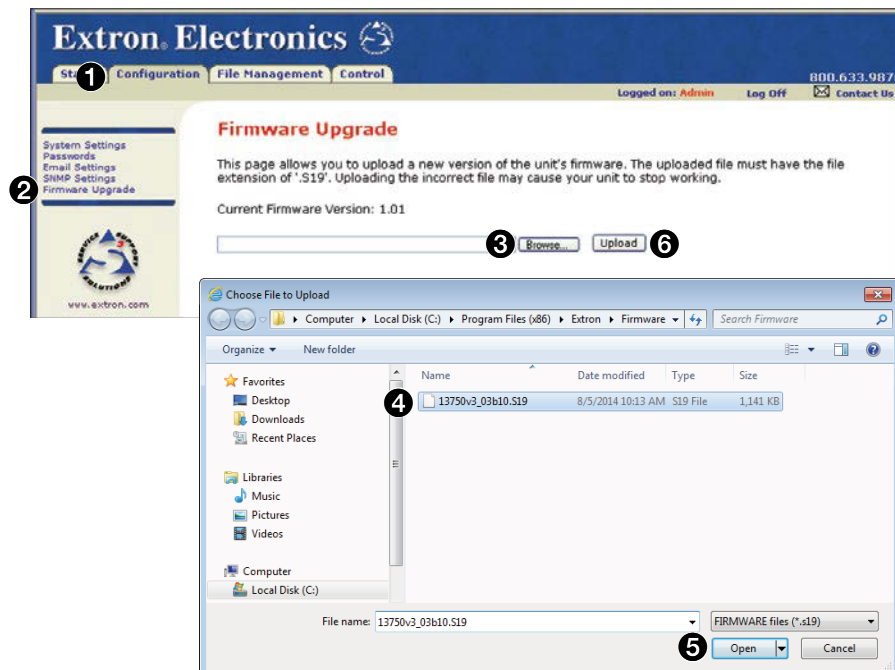 Extron® Electronics
Sta 1 Configuration File Management Control
800.633.987
Logged on: Admin Log Off Contact Us
System Settings
Passwords
Email Settings
SNMP Settings
2 Firmware Upgrade
SERVICE SUPPORT SOLUTIONS
S3
www.extron.com
Firmware Upgrade
This page allows you to upload a new version of the unit's firmware. The uploaded file must have the file
extension of '.S19'. Uploading the incorrect file may cause your unit to stop working.
Current Firmware Version: 1.01
3 Browse... Upload 6
Choose File to Upload
Computer Local Disk (C:) Program Files (x86) Extron Firmware Search Firmware
Organize New folder
Favorites
Desktop
Downloads
Recent Places
Libraries
Music
Pictures
Videos
Computer
Local Disk (C:)
Name Date modified Type Size
4 13750v3_03b10.S19 8/5/2014 10:13 AM S19 File 1,141 KB
File name: 13750v3_03b10.S19 FIRMWARE files (*.s19)
5 Open Cancel